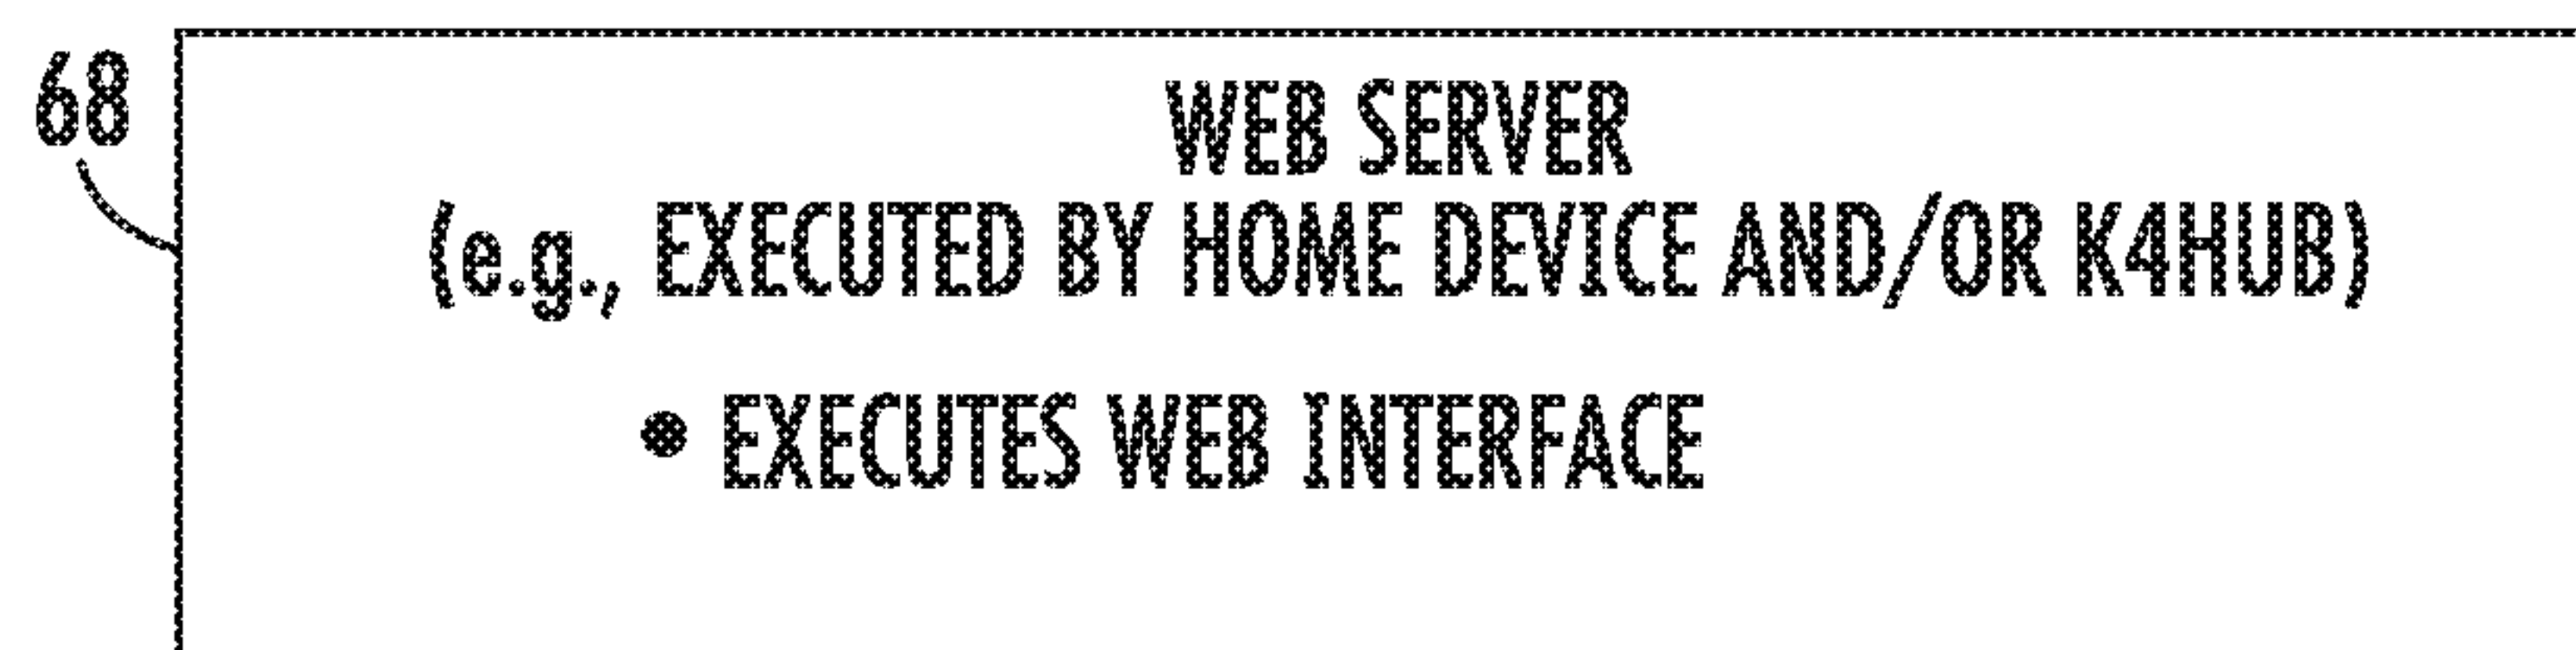 68
WEB SERVER
(e.g., EXECUTED BY HOME DEVICE AND/OR K4HUB)
• EXECUTES WEB INTERFACE